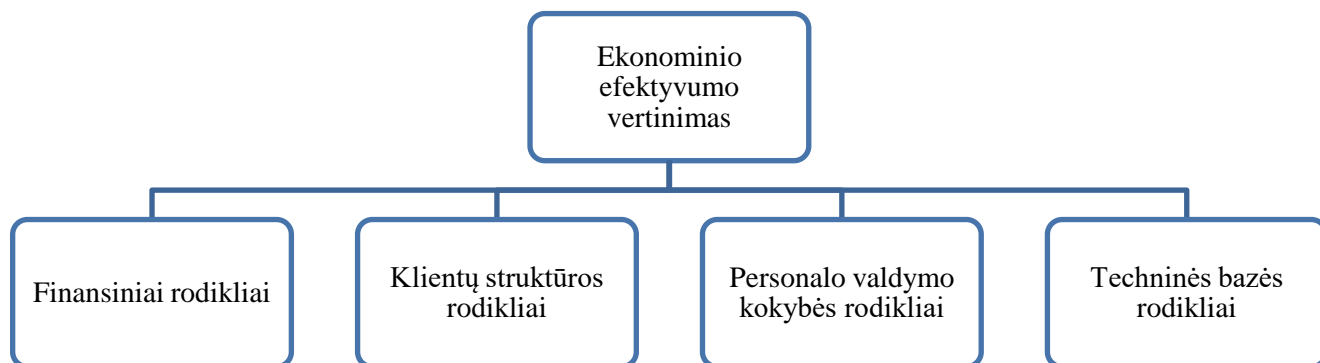 Ekonominio
efektyvumo
vertinimas
Finansiniai rodikliai
Klientų struktūros
rodikliai
Personalo valdymo
kokybės rodikliai
Techninės bazės
rodikliai